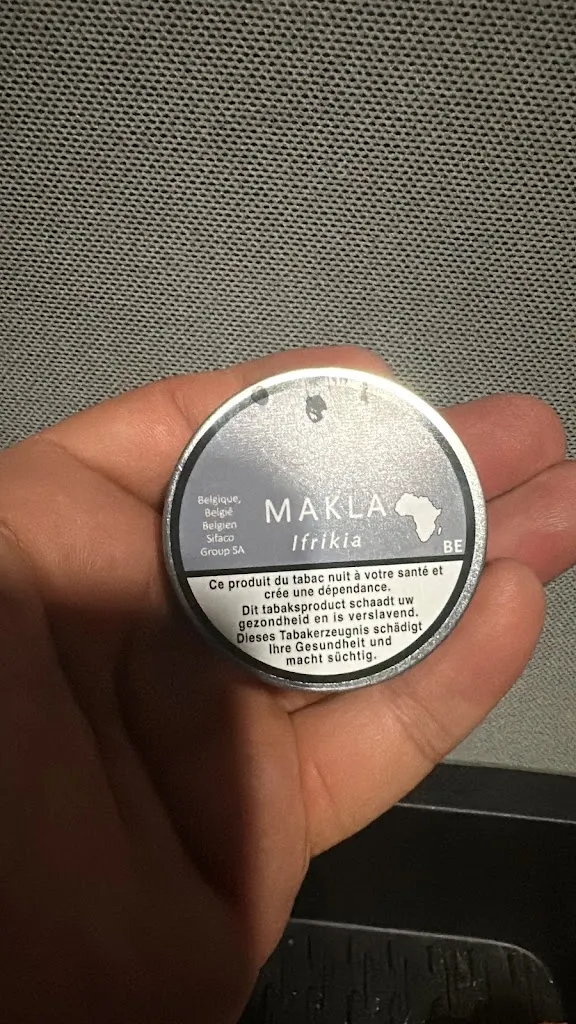 Belgique,
België
Belgien
Sifaco
Group SA
MAKLA
Ifrikia
BE
Ce produit du tabac nuit à votre santé et
crée une dépendance.
Dit tabaksproduct schaadt uw
gezondheid en is verslavend.
Dieses Tabakerzeugnis schädigt
Ihre Gesundheit und
macht süchtig.